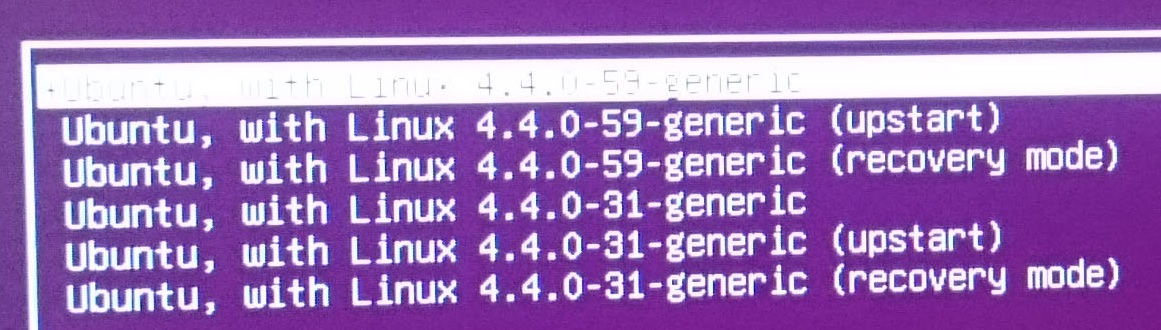 *Ubuntu, with Linux 4.4.0-59-generic
Ubuntu, with Linux 4.4.0-59-generic (upstart)
Ubuntu, with Linux 4.4.0-59-generic (recovery mode)
Ubuntu, with Linux 4.4.0-31-generic
Ubuntu, with Linux 4.4.0-31-generic (upstart)
Ubuntu, with Linux 4.4.0-31-generic (recovery mode)